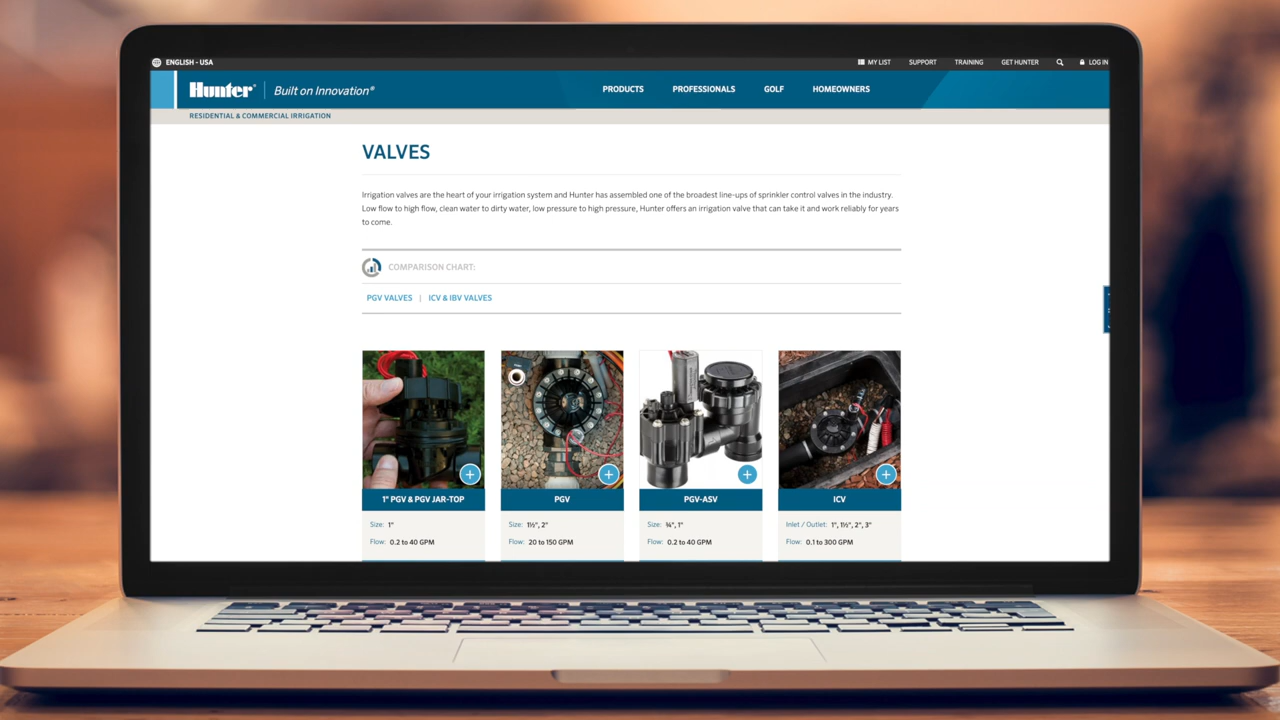 ENGLISH - USA
MY LIST SUPPORT TRAINING GET HUNTER LOG IN
Hunter® Built on Innovation®
PRODUCTS PROFESSIONALS GOLF HOMEOWNERS
RESIDENTIAL & COMMERCIAL IRRIGATION
VALVES
Irrigation valves are the heart of your irrigation system and Hunter has assembled one of the broadest line-ups of sprinkler control valves in the industry.
Low flow to high flow, clean water to dirty water, low pressure to high pressure, Hunter offers an irrigation valve that can take it and work reliably for years
to come.
COMPARISON CHART:
PGV VALVES | ICV & IBV VALVES
1" PGV & PGV JAR-TOP
Size: 1"
Flow: 0.2 to 40 GPM
PGV
Size: 1½", 2"
Flow: 20 to 150 GPM
PGV-ASV
Size: ¾", 1"
Flow: 0.2 to 40 GPM
ICV
Inlet / Outlet: 1", 1½", 2", 3"
Flow: 0.1 to 300 GPM